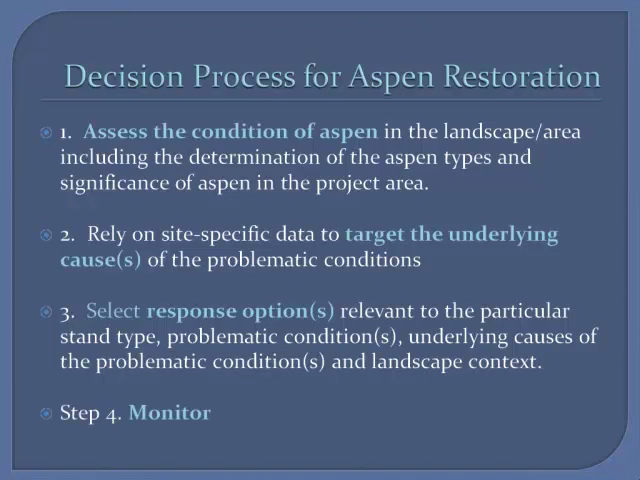 Decision Process for Aspen Restoration
1. Assess the condition of aspen in the landscape/area
including the determination of the aspen types and
significance of aspen in the project area.
2. Rely on site-specific data to target the underlying
cause(s) of the problematic conditions
3. Select response option(s) relevant to the particular
stand type, problematic condition(s), underlying causes of
the problematic condition(s) and landscape context.
Step 4. Monitor